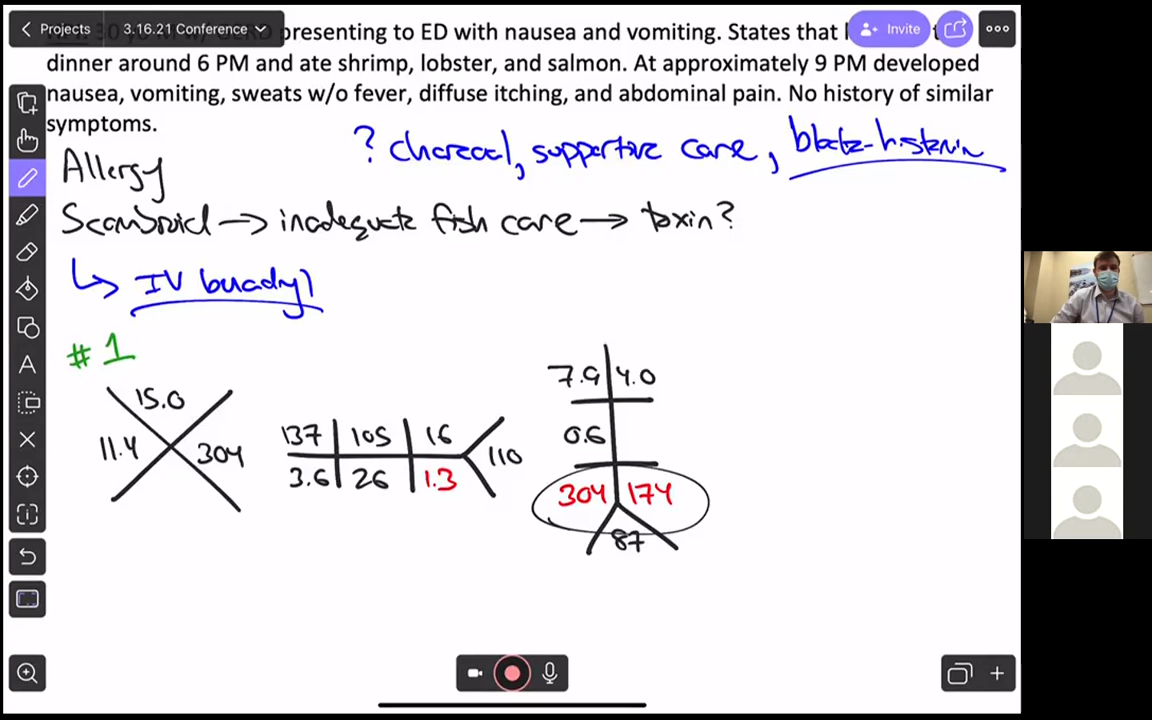 Projects 3.16.21 Conference presenting to ED with nausea and vomiting. States that Invite
dinner around 6 PM and ate shrimp, lobster, and salmon. At approximately 9 PM developed
nausea, vomiting, sweats w/o fever, diffuse itching, and abdominal pain. No history of similar
symptoms.
? charcoal, supportive care,
Allergy
Scombroid → inadequate fish care → toxin?
↳ IV
#1
15.0
11.4 304
137 105 16 110
3.6 26 1.3
7.9 4.0
0.6
304 174
87
A